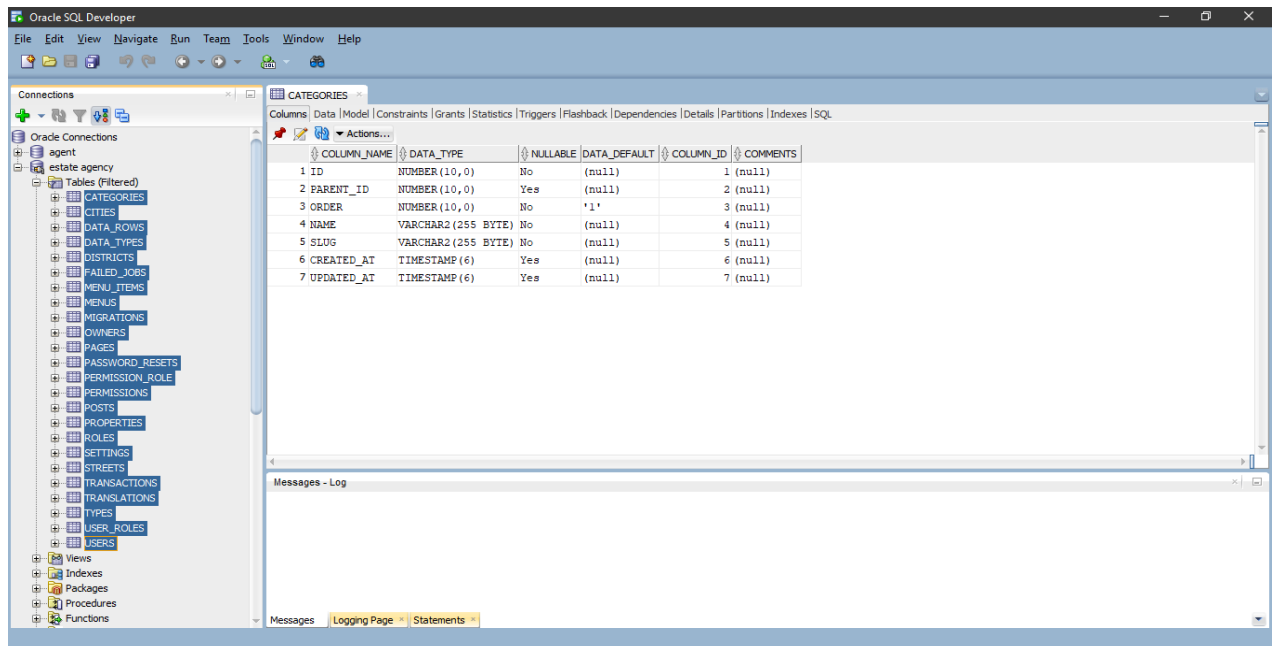 Oracle SQL Developer
File Edit View Navigate Run Team Tools Window Help
Connections
Oracle Connections
agent
estate agency
Tables (Filtered)
CATEGORIES
CITIES
DATA_ROWS
DATA_TYPES
DISTRICTS
FAILED_JOBS
MENU_ITEMS
MENUS
MIGRATIONS
OWNERS
PAGES
PASSWORD_RESETS
PERMISSION_ROLE
PERMISSIONS
POSTS
PROPERTIES
ROLES
SETTINGS
STREETS
TRANSACTIONS
TRANSLATIONS
TYPES
USER_ROLES
USERS
Views
Indexes
Packages
Procedures
Functions
CATEGORIES
Columns Data |Model |Constraints |Grants |Statistics |Triggers |Flashback |Dependencies |Details |Partitions |Indexes |SQL
Actions...
COLUMN_NAME DATA_TYPE NULLABLE DATA_DEFAULT COLUMN_ID COMMENTS
1 ID NUMBER(10,0) No (null) 1 (null)
2 PARENT_ID NUMBER(10,0) Yes (null) 2 (null)
3 ORDER NUMBER(10,0) No '1' 3 (null)
4 NAME VARCHAR2(255 BYTE) No (null) 4 (null)
5 SLUG VARCHAR2(255 BYTE) No (null) 5 (null)
6 CREATED_AT TIMESTAMP(6) Yes (null) 6 (null)
7 UPDATED_AT TIMESTAMP(6) Yes (null) 7 (null)
Messages - Log
Messages Logging Page Statements